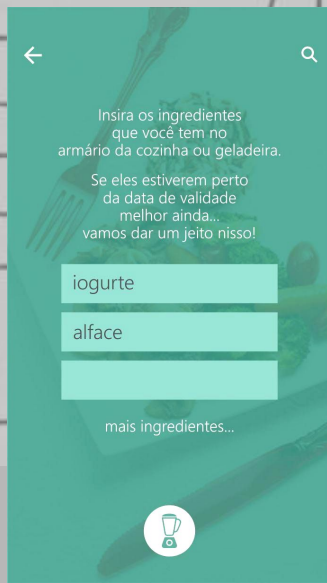 Insira os ingredientes
que você tem no
armário da cozinha ou geladeira.
Se eles estiverem perto
da data de validade
melhor ainda...
vamos dar um jeito nisso!
iogurte
alface
mais ingredientes...